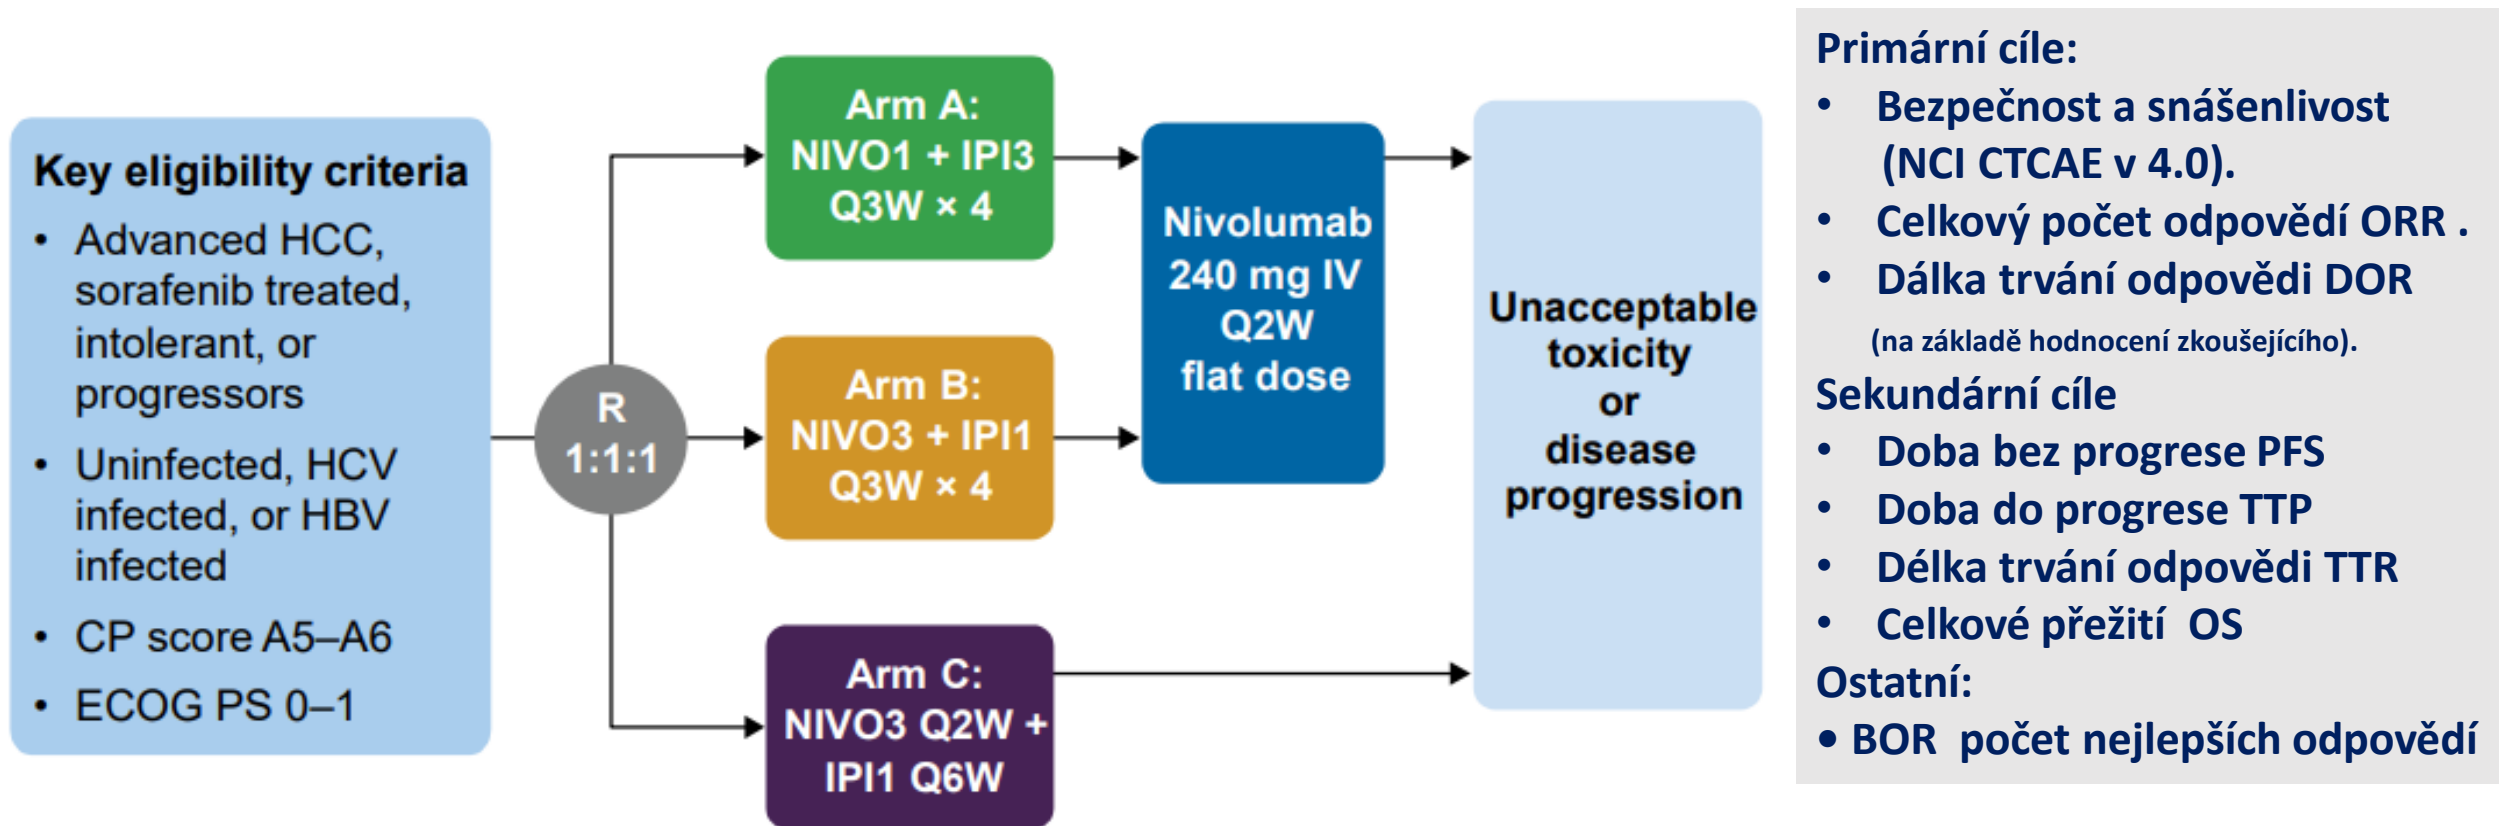 Key eligibility criteria
• Advanced HCC,
sorafenib treated,
intolerant, or
progressors
• Uninfected, HCV
infected, or HBV
infected
• CP score A5–A6
• ECOG PS 0–1
R
1:1:1
Arm A:
NIVO1 + IPI3
Q3W × 4
Arm B:
NIVO3 + IPI1
Q3W × 4
Arm C:
NIVO3 Q2W +
IPI1 Q6W
Nivolumab
240 mg IV
Q2W
flat dose
Unacceptable
toxicity
or
disease
progression
Primární cíle:
• Bezpečnost a snášenlivost
(NCI CTCAE v 4.0).
• Celkový počet odpovědí ORR .
• Dálka trvání odpovědi DOR
(na základě hodnocení zkoušejícího).
Sekundární cíle
• Doba bez progrese PFS
• Doba do progrese TTP
• Délka trvání odpovědi TTR
• Celkové přežití OS
Ostatní:
• BOR počet nejlepších odpovědí